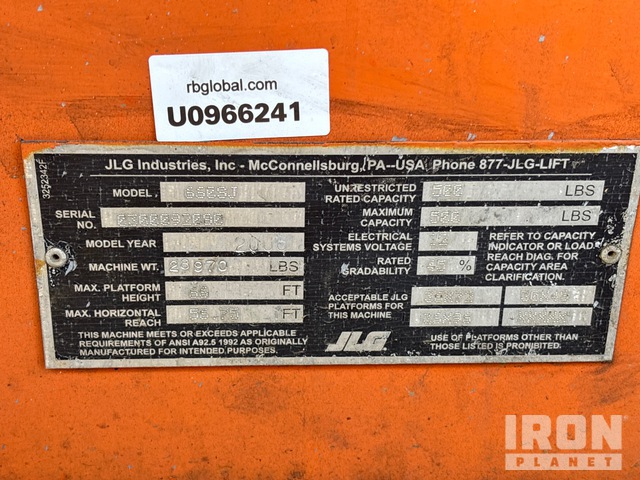 rbglobal.com
U0966241
3252342F
JLG Industries, Inc - McConnellsburg, PA--USA Phone 877-JLG-LIFT
MODEL
SERIAL NO.
MODEL YEAR
MACHINE WT. LBS
MAX. PLATFORM HEIGHT FT
MAX. HORIZONTAL REACH FT
THIS MACHINE MEETS OR EXCEEDS APPLICABLE
REQUIREMENTS OF ANSI A92.5 1992 AS ORIGINALLY
MANUFACTURED FOR INTENDED PURPOSES.
UNRESTRICTED RATED CAPACITY 500 LBS
MAXIMUM CAPACITY LBS
ELECTRICAL SYSTEMS VOLTAGE 12
RATED GRADABILITY 45 %
REFER TO CAPACITY
INDICATOR OR LOAD
REACH DIAG. FOR
CAPACITY AREA
CLARIFICATION.
ACCEPTABLE JLG
PLATFORMS FOR
THIS MACHINE
JLG
USE OF PLATFORMS OTHER THAN
THOSE LISTED IS PROHIBITED.
IRON
PLANET